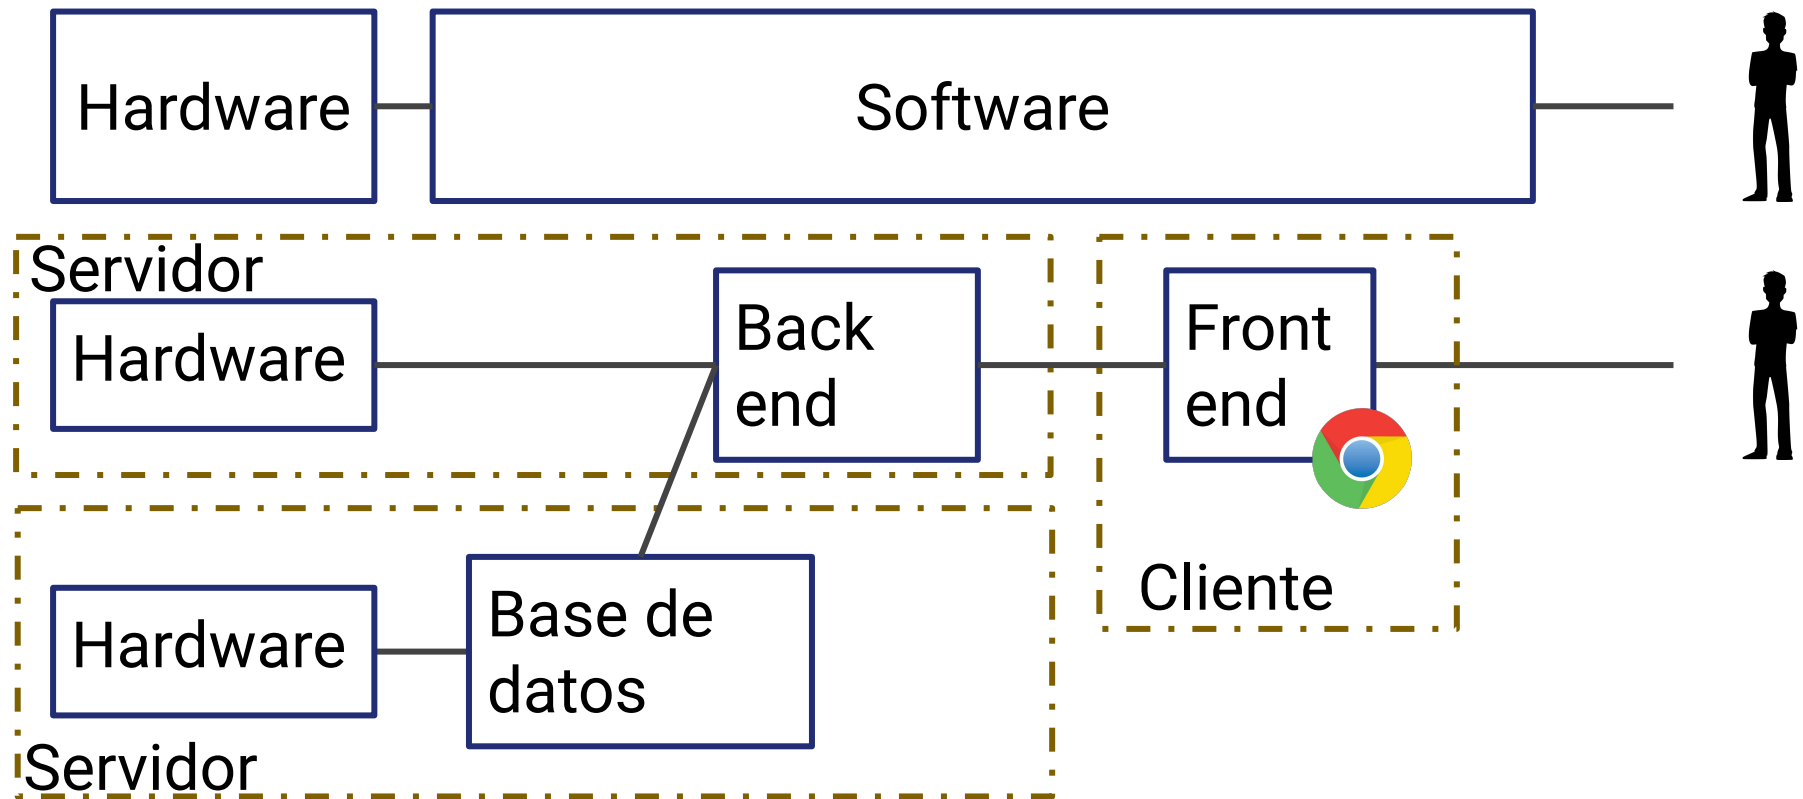 Hardware
Software
Servidor
Hardware
Back
end
Front
end
Cliente
Hardware
Base de
datos
Servidor